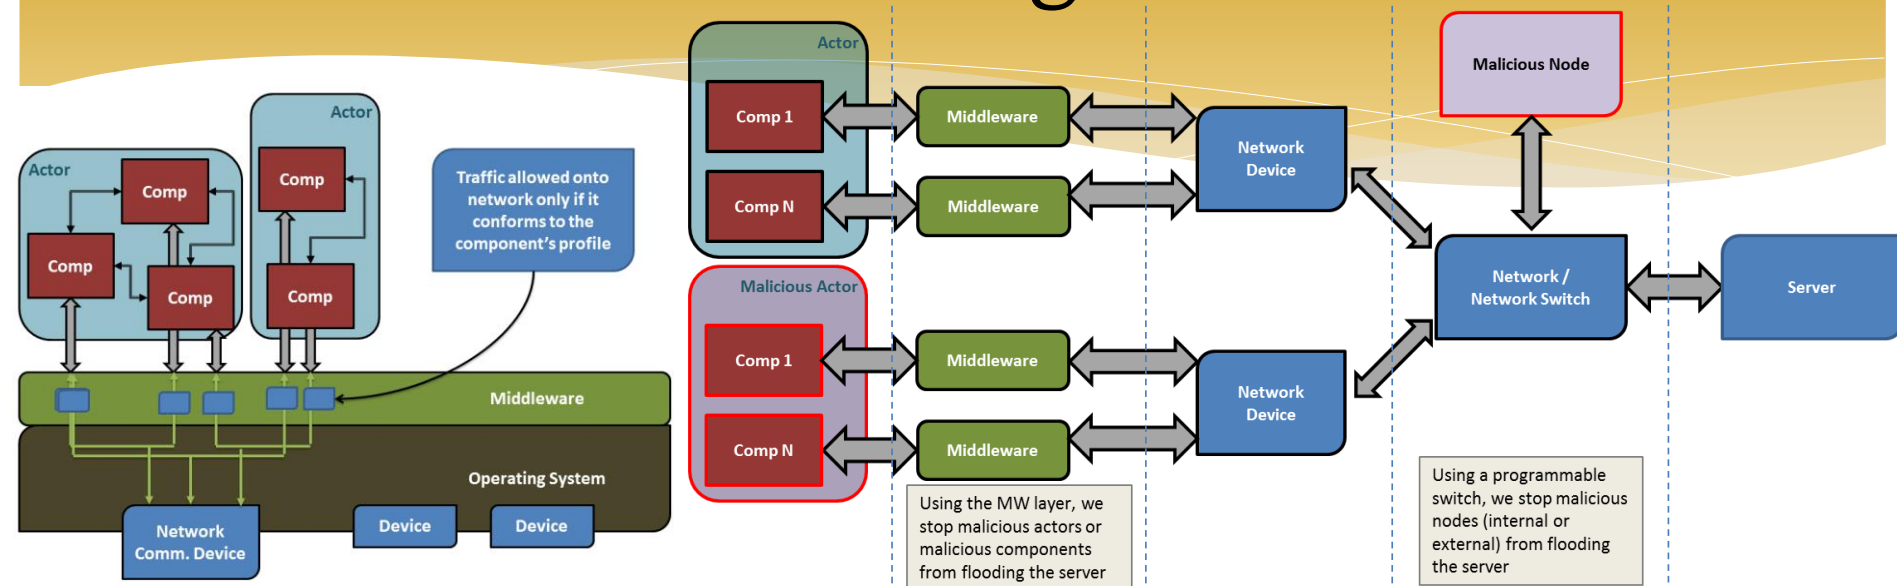 g
Actor
Comp
Comp
Comp
Actor
Comp
Comp
Traffic allowed onto
network only if it
conforms to the
component's profile
Middleware
Operating System
Network
Comm. Device
Device
Device
Actor
Comp 1
Comp N
Malicious Actor
Comp 1
Comp N
Middleware
Middleware
Middleware
Middleware
Using the MW layer, we
stop malicious actors or
malicious components
from flooding the server
Network
Device
Network
Device
Malicious Node
Network /
Network Switch
Using a programmable
switch, we stop malicious
nodes (internal or
external) from flooding
the server
Server